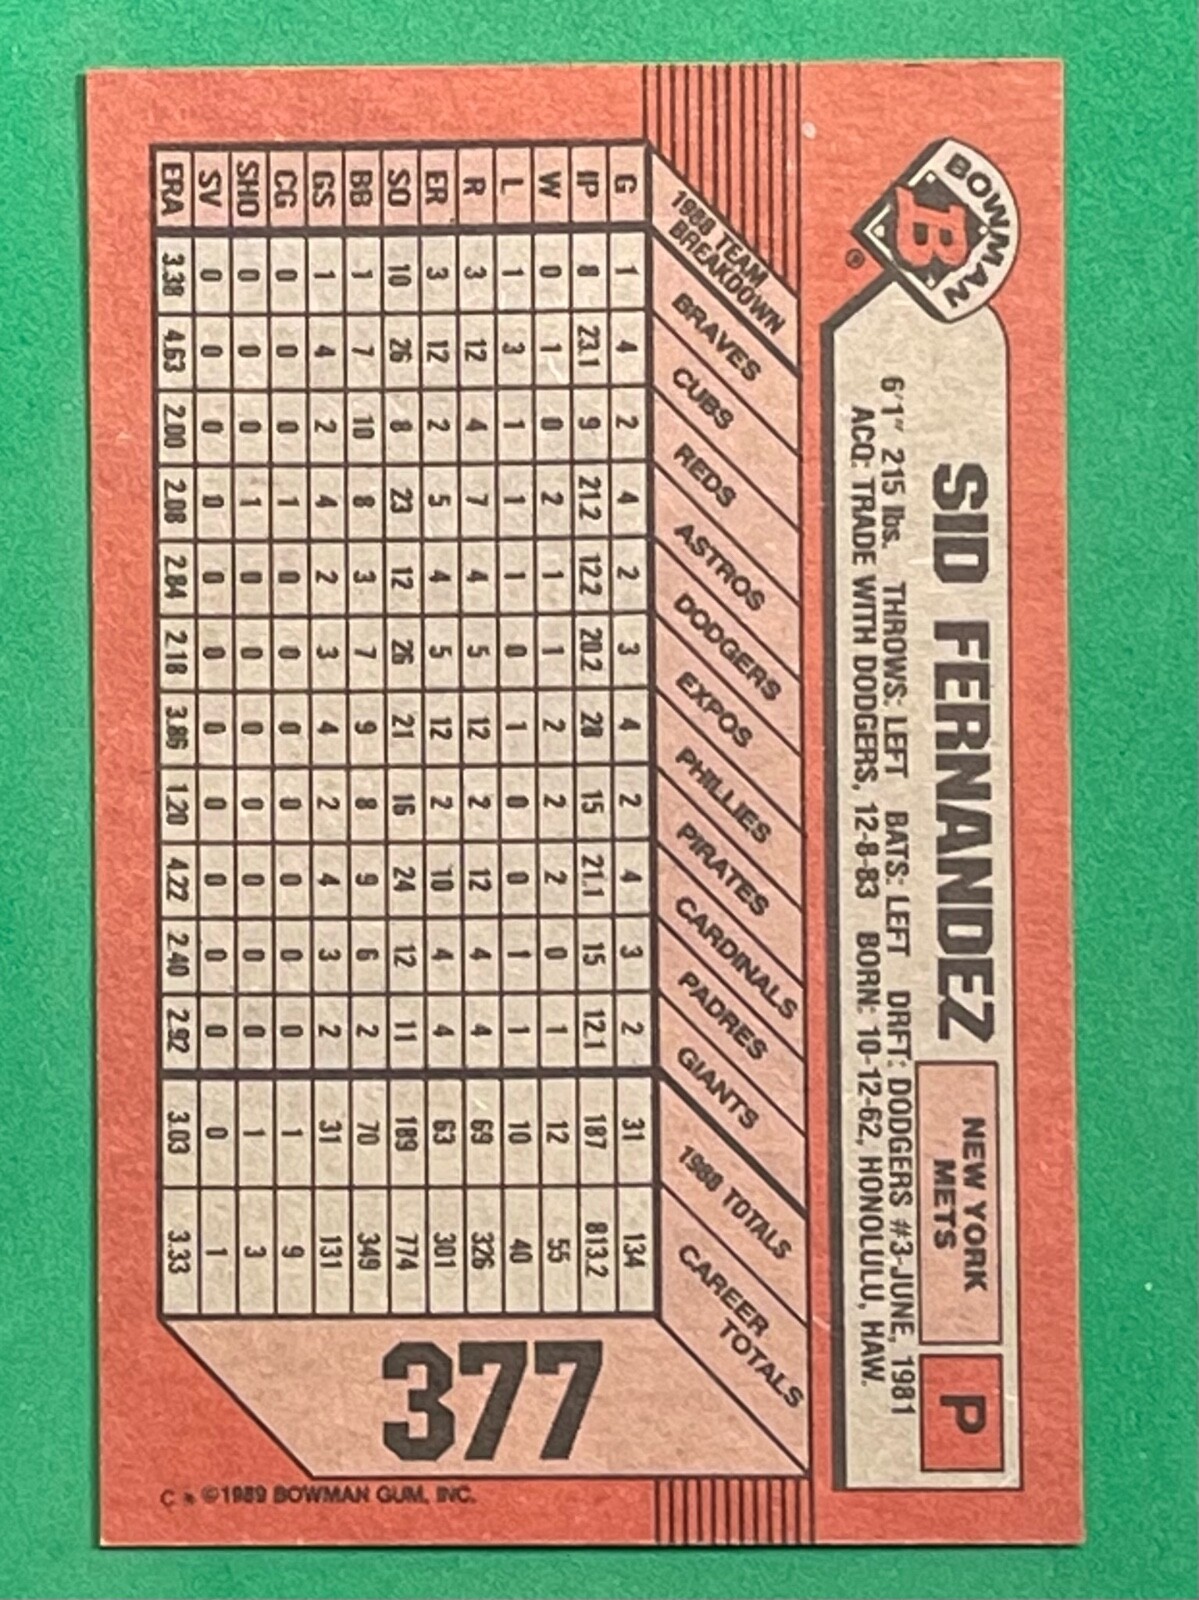 BOWMAN
B
®
SID FERNANDEZ
NEW YORK
METS
P
6'1" 215 lbs. THROWS: LEFT BATS: LEFT DRFT: DODGERS #3-JUNE, 1981
ACQ: TRADE WITH DODGERS, 12-8-83 BORN: 10-12-62, HONOLULU, HAW.
1988 TEAM
BREAKDOWN
BRAVES CUBS REDS ASTROS DODGERS EXPOS PHILLIES PIRATES CARDINALS PADRES GIANTS 1988 TOTALS CAREER TOTALS
G 1 4 2 4 2 3 4 2 4 3 2 31 134
IP 8 23.1 9 21.2 12.2 20.2 28 15 21.1 15 12.1 187 813.2
W 0 1 0 2 1 1 2 2 2 0 1 12 55
L 1 3 1 1 1 0 1 0 0 1 1 10 40
R 3 12 4 7 4 5 12 2 12 4 4 69 326
ER 3 12 2 5 4 5 12 2 10 4 4 63 301
SO 10 26 8 23 12 26 21 16 24 12 11 189 774
BB 1 7 10 8 3 7 9 8 9 6 2 70 349
GS 1 4 2 4 2 3 4 2 4 3 2 31 131
CG 0 0 0 1 0 0 0 0 0 0 0 1 9
SHO 0 0 0 1 0 0 0 0 0 0 0 1 3
SV 0 0 0 0 0 0 0 0 0 0 0 0 1
ERA 3.38 4.63 2.00 2.08 2.84 2.18 3.86 1.20 4.22 2.40 2.92 3.03 3.33
377
C * ©1989 BOWMAN GUM, INC.